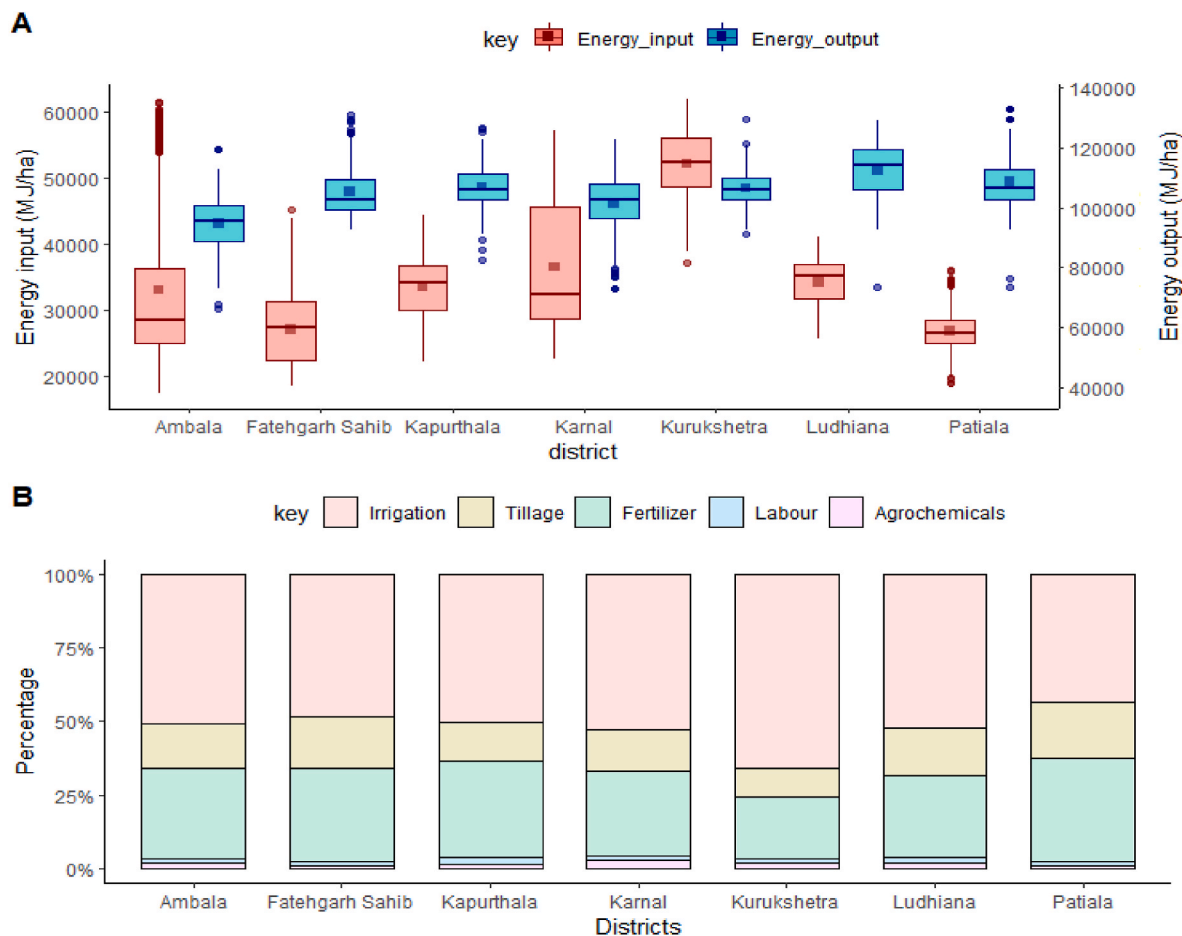 A
key Energy_input Energy_output
Energy input (MJ/ha)
60000
50000
40000
30000
20000
140000
120000
100000
80000
60000
40000
Energy output (MJ/ha)
Ambala Fatehgarh Sahib Kapurthala Karnal Kurukshetra Ludhiana Patiala
district
B
key Irrigation Tillage Fertilizer Labour Agrochemicals
Percentage
100%
75%
50%
25%
0%
Ambala Fatehgarh Sahib Kapurthala Karnal Kurukshetra Ludhiana Patiala
Districts